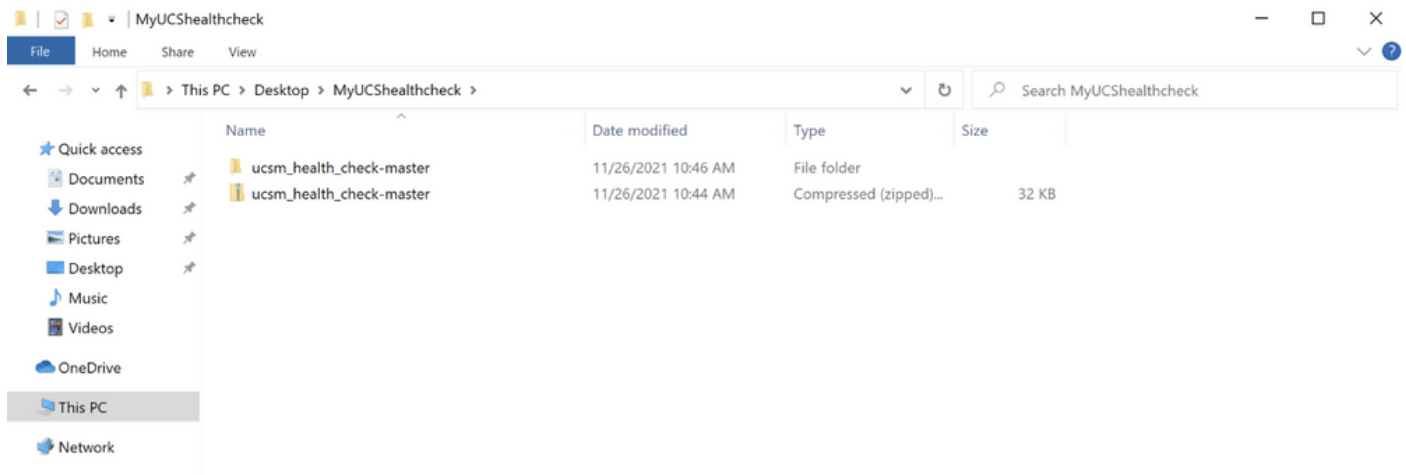 MyUCShealthcheck
File Home Share View
This PC > Desktop > MyUCShealthcheck > Search MyUCShealthcheck
Name Date modified Type Size
Quick access
Documents
Downloads
Pictures
Desktop
Music
Videos
OneDrive
This PC
Network
ucsm_health_check-master 11/26/2021 10:46 AM File folder
ucsm_health_check-master 11/26/2021 10:44 AM Compressed (zipped)... 32 KB